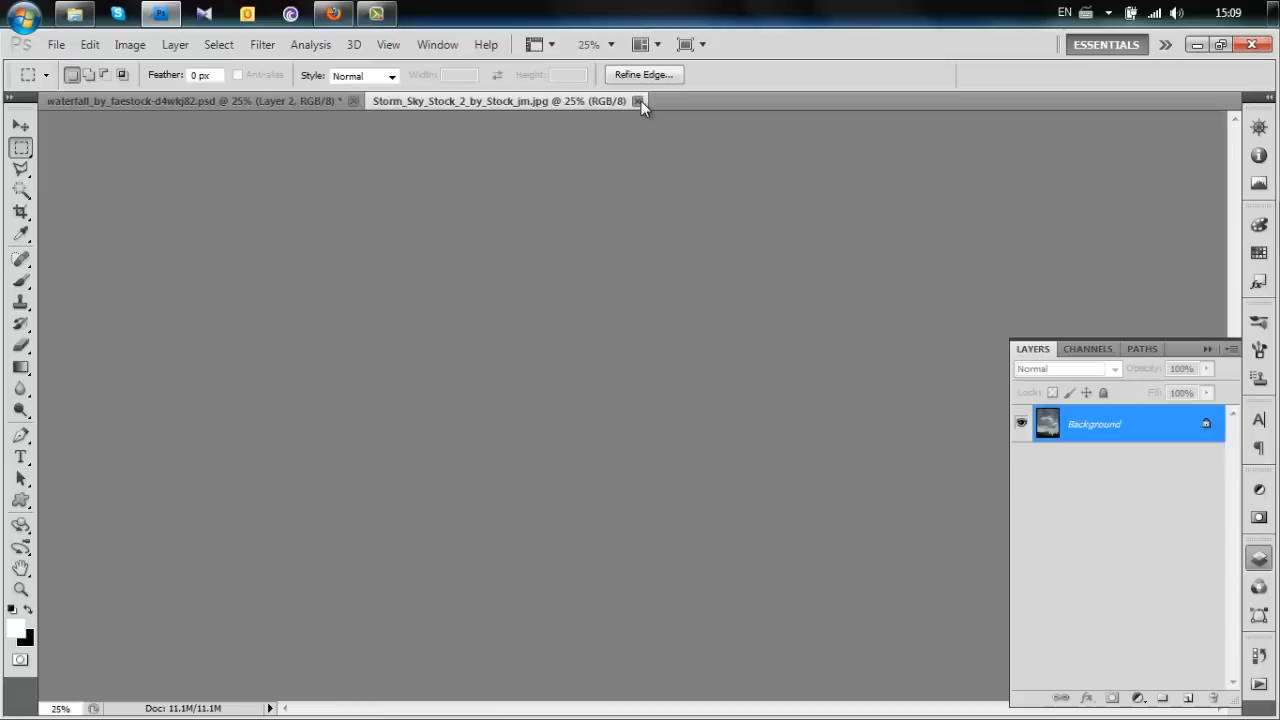 EN 15:09
Ps File Edit Image Layer Select Filter Analysis 3D View Window Help 25% ESSENTIALS
Feather: 0 px Anti-alias Style: Normal Width: Height: Refine Edge...
waterfall_by_faestock-d4wkj82.psd @ 25% (Layer 2, RGB/8) * Storm_Sky_Stock_2_by_Stock_jm.jpg @ 25% (RGB/8)
LAYERS CHANNELS PATHS
Normal Opacity: 100%
Lock: Fill: 100%
Background
25% Doc: 11.1M/11.1M